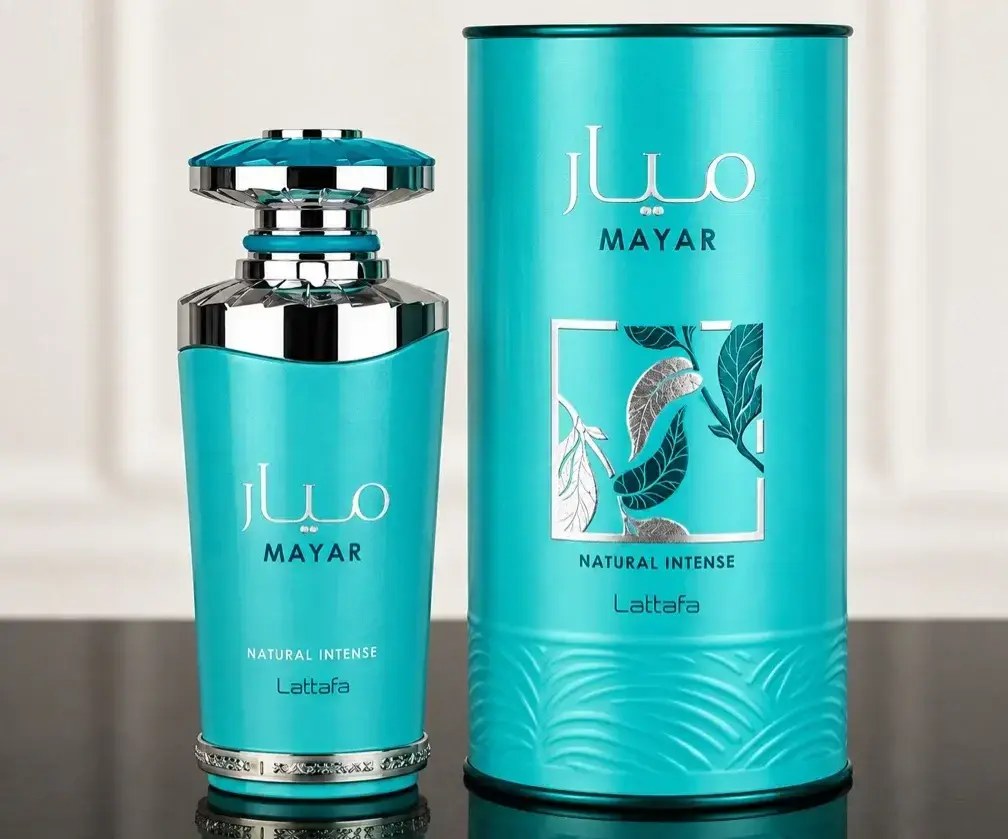 ميار
MAYAR
NATURAL INTENSE
Lattafa
ميار
MAYAR
NATURAL INTENSE
Lattafa